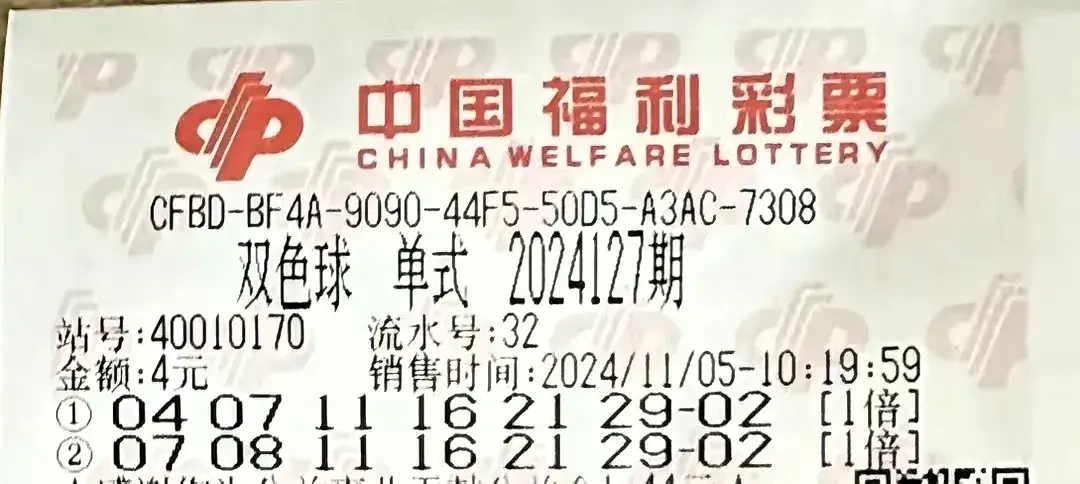 中国福利彩票
CHINA WELFARE LOTTERY
CFBD-BF4A-9090-44F5-50D5-A3AC-7308
双色球 单式 2024127期
站号:40010170 流水号:32
金额:4元 销售时间:2024/11/05-10:19:59
① 04 07 11 16 21 29-02 [1倍]
② 07 08 11 16 21 29-02 [1倍]